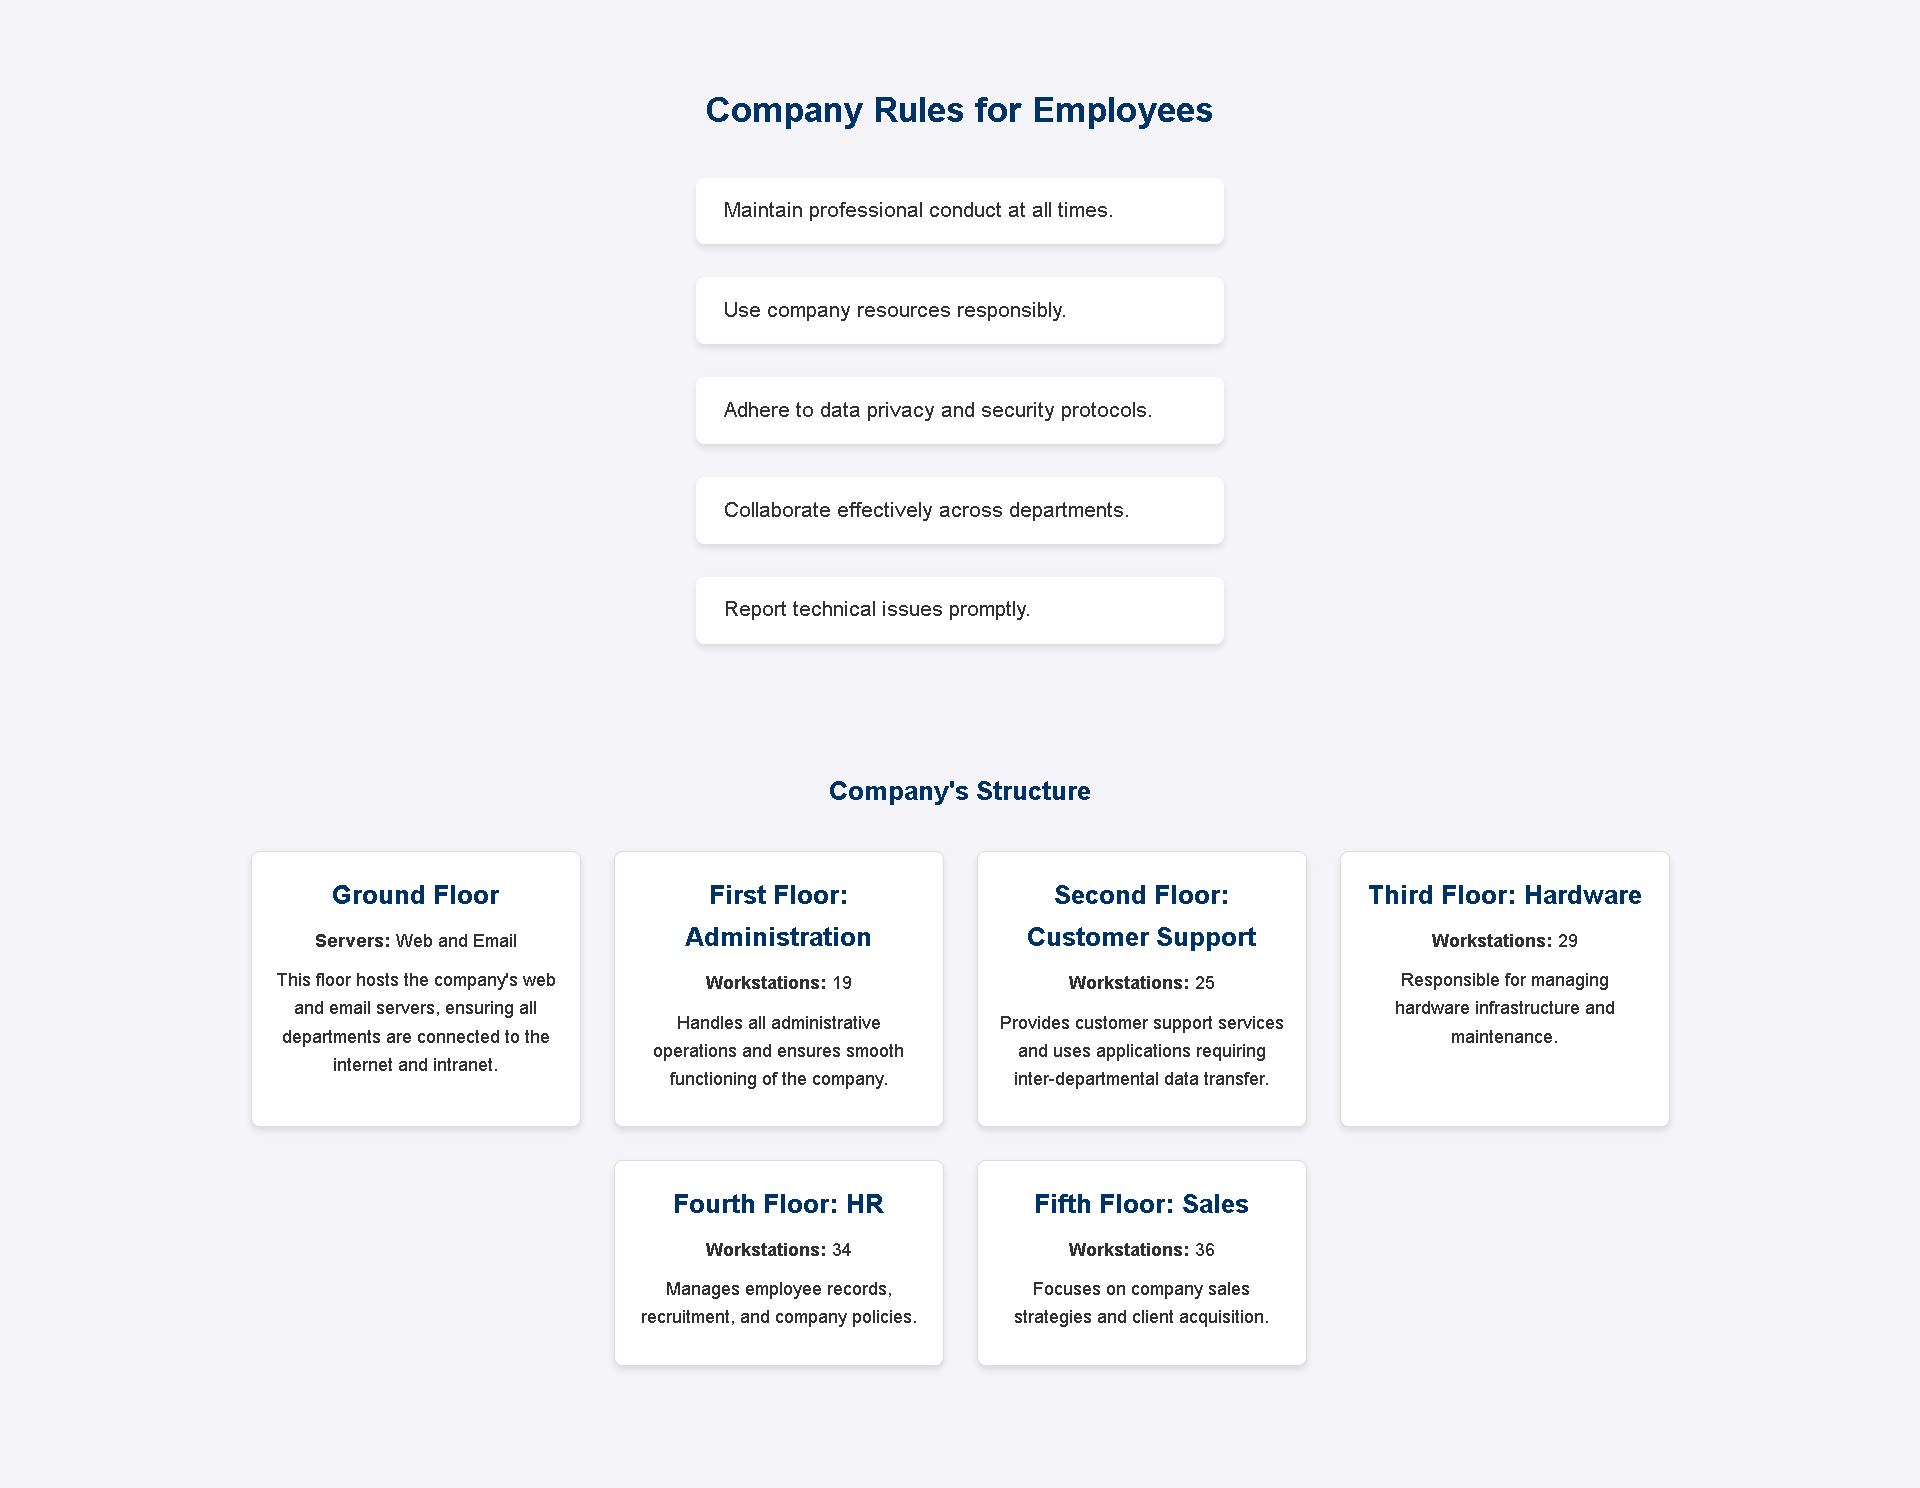 Company Rules for Employees
Maintain professional conduct at all times.
Use company resources responsibly.
Adhere to data privacy and security protocols.
Collaborate effectively across departments.
Report technical issues promptly.
Company's Structure
Ground Floor
Servers: Web and Email
This floor hosts the company's web
and email servers, ensuring all
departments are connected to the
internet and intranet.
First Floor:
Administration
Workstations: 19
Handles all administrative
operations and ensures smooth
functioning of the company.
Second Floor:
Customer Support
Workstations: 25
Provides customer support services
and uses applications requiring
inter-departmental data transfer.
Third Floor: Hardware
Workstations: 29
Responsible for managing
hardware infrastructure and
maintenance.
Fourth Floor: HR
Workstations: 34
Manages employee records,
recruitment, and company policies.
Fifth Floor: Sales
Workstations: 36
Focuses on company sales
strategies and client acquisition.